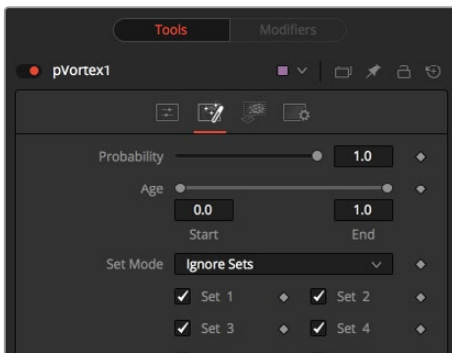 Tools Modifiers
pVortex1
Probability 1.0
Age
0.0 1.0
Start End
Set Mode Ignore Sets
Set 1 Set 2
Set 3 Set 4